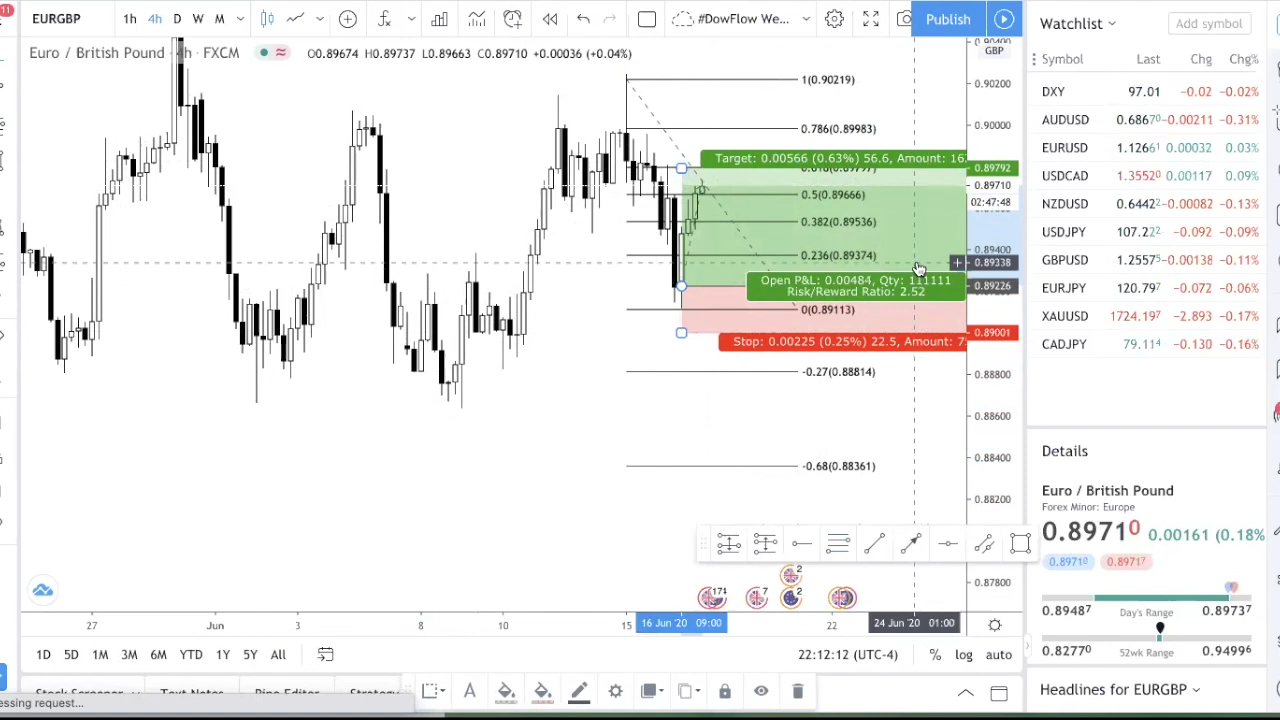 11
EURGBP
1h 4h D W M
#DowFlow We...
Publish
Euro / British Pound · 4h · FXCM
O0.89674 H0.89737 L0.89663 C0.89710 +0.00036 (+0.04%)
GBP
0.90200
0.90000
0.89792
0.89710
02:47:48
0.89400
0.89338
0.89226
0.89001
0.88800
0.88600
0.88400
0.88200
0.87800
1(0.90219)
0.786(0.89983)
Target: 0.00566 (0.63%) 56.6, Amount: 16
0.5(0.89666)
0.382(0.89536)
0.236(0.89374)
Open P&L: 0.00484, Qty: 111111
Risk/Reward Ratio: 2.52
0(0.89113)
Stop: 0.00225 (0.25%) 22.5, Amount: 7
-0.27(0.88814)
-0.68(0.88361)
2
17
7
2
27 Jun 3 8 10 15 16 Jun '20 09:00 22 24 Jun '20 01:00
1D 5D 1M 3M 6M YTD 1Y 5Y All
22:12:12 (UTC-4) % log auto
Stock Screener Text Notes Pine Editor Strategy
essing request...
Watchlist
Add symbol
Symbol Last Chg Chg%
DXY 97.01 −0.02 −0.02%
AUDUSD 0.68670 −0.00211 −0.31%
EURUSD 1.12661 0.00032 0.03%
USDCAD 1.35520 0.00117 0.09%
NZDUSD 0.64422 −0.00082 −0.13%
USDJPY 107.222 −0.092 −0.09%
GBPUSD 1.25575 −0.00138 −0.11%
EURJPY 120.797 −0.072 −0.06%
XAUUSD 1724.197 −2.893 −0.17%
CADJPY 79.114 −0.130 −0.16%
Details
Euro / British Pound
Forex Minor: Europe
0.89710 0.00161 (0.18%
0.89710 0.89717
0.89487 Day's Range 0.89737
0.82770 52wk Range 0.94996
Headlines for EURGBP